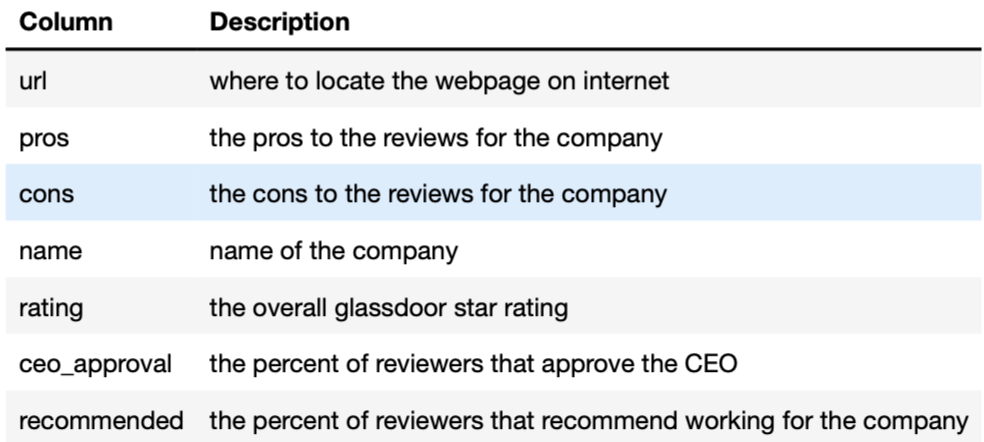 Column Description
url where to locate the webpage on internet
pros the pros to the reviews for the company
cons the cons to the reviews for the company
name name of the company
rating the overall glassdoor star rating
ceo_approval the percent of reviewers that approve the CEO
recommended the percent of reviewers that recommend working for the company